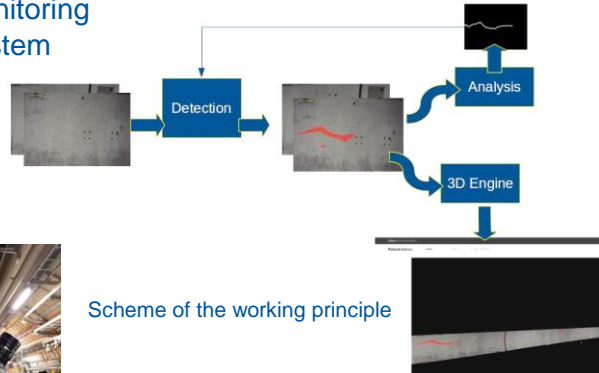 nitoring
stem
Detection
Analysis
3D Engine
Scheme of the working principle